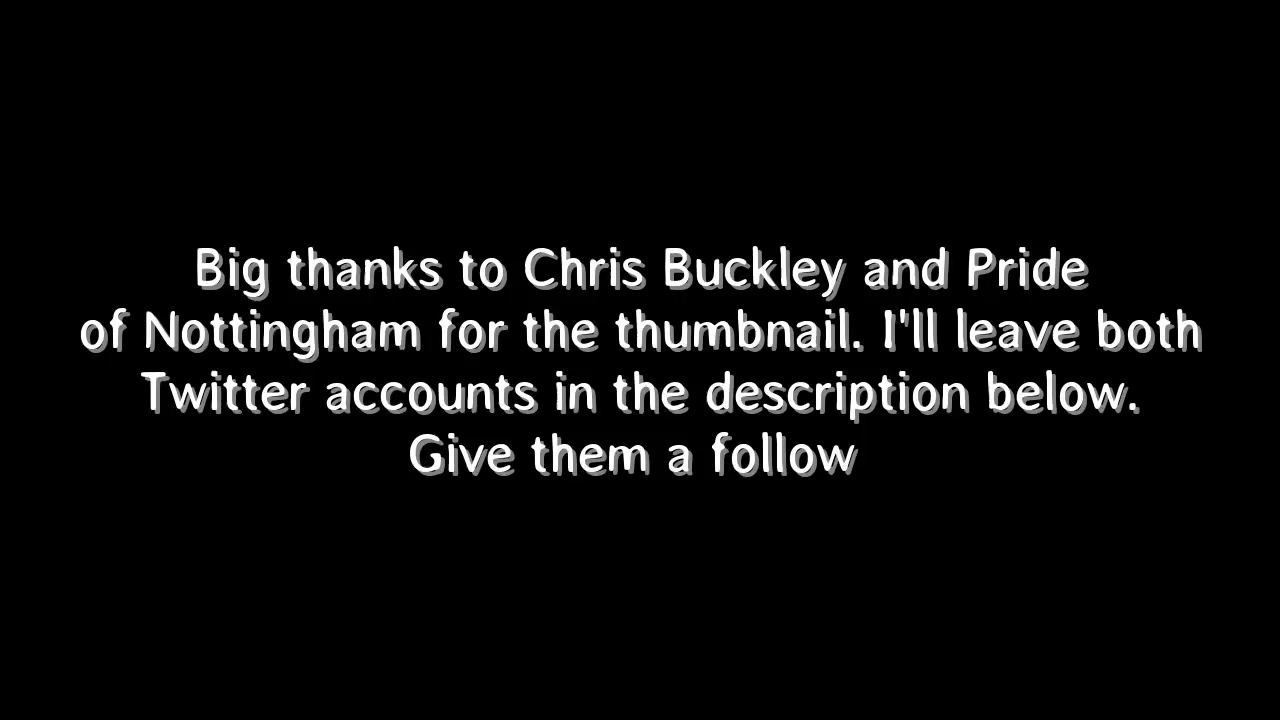 Big thanks to Chris Buckley and Pride
of Nottingham for the thumbnail. I'll leave both
Twitter accounts in the description below.
Give them a follow